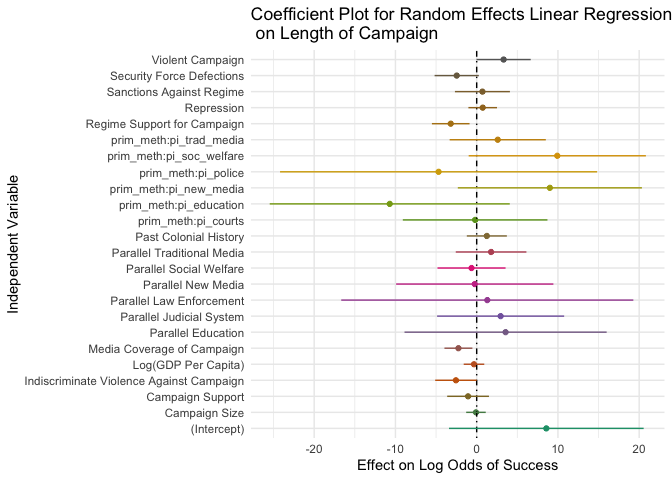 Coefficient Plot for Random Effects Linear Regression
on Length of Campaign
Independent Variable
Violent Campaign
Security Force Defections
Sanctions Against Regime
Repression
Regime Support for Campaign
prim_meth:pi_trad_media
prim_meth:pi_soc_welfare
prim_meth:pi_police
prim_meth:pi_new_media
prim_meth:pi_education
prim_meth:pi_courts
Past Colonial History
Parallel Traditional Media
Parallel Social Welfare
Parallel New Media
Parallel Law Enforcement
Parallel Judicial System
Parallel Education
Media Coverage of Campaign
Log(GDP Per Capita)
Indiscriminate Violence Against Campaign
Campaign Support
Campaign Size
(Intercept)
-20 -10 0 10 20
Effect on Log Odds of Success